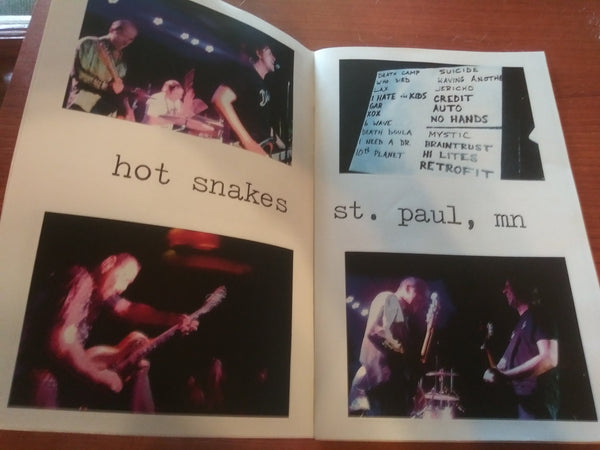 hot snakes
DEATH CAMP
WHO DIED
LAX
I HATE the KIDS
GAR
XOX
6 WAVE
DEATH DOULA
I NEED A DR.
10TH PLANET
SUICIDE
HAVING ANOTHE
JERICHO
CREDIT
AUTO
NO HANDS
MYSTIC
BRAINTRUST
HI LITES
RETROFIT
st. paul, mn